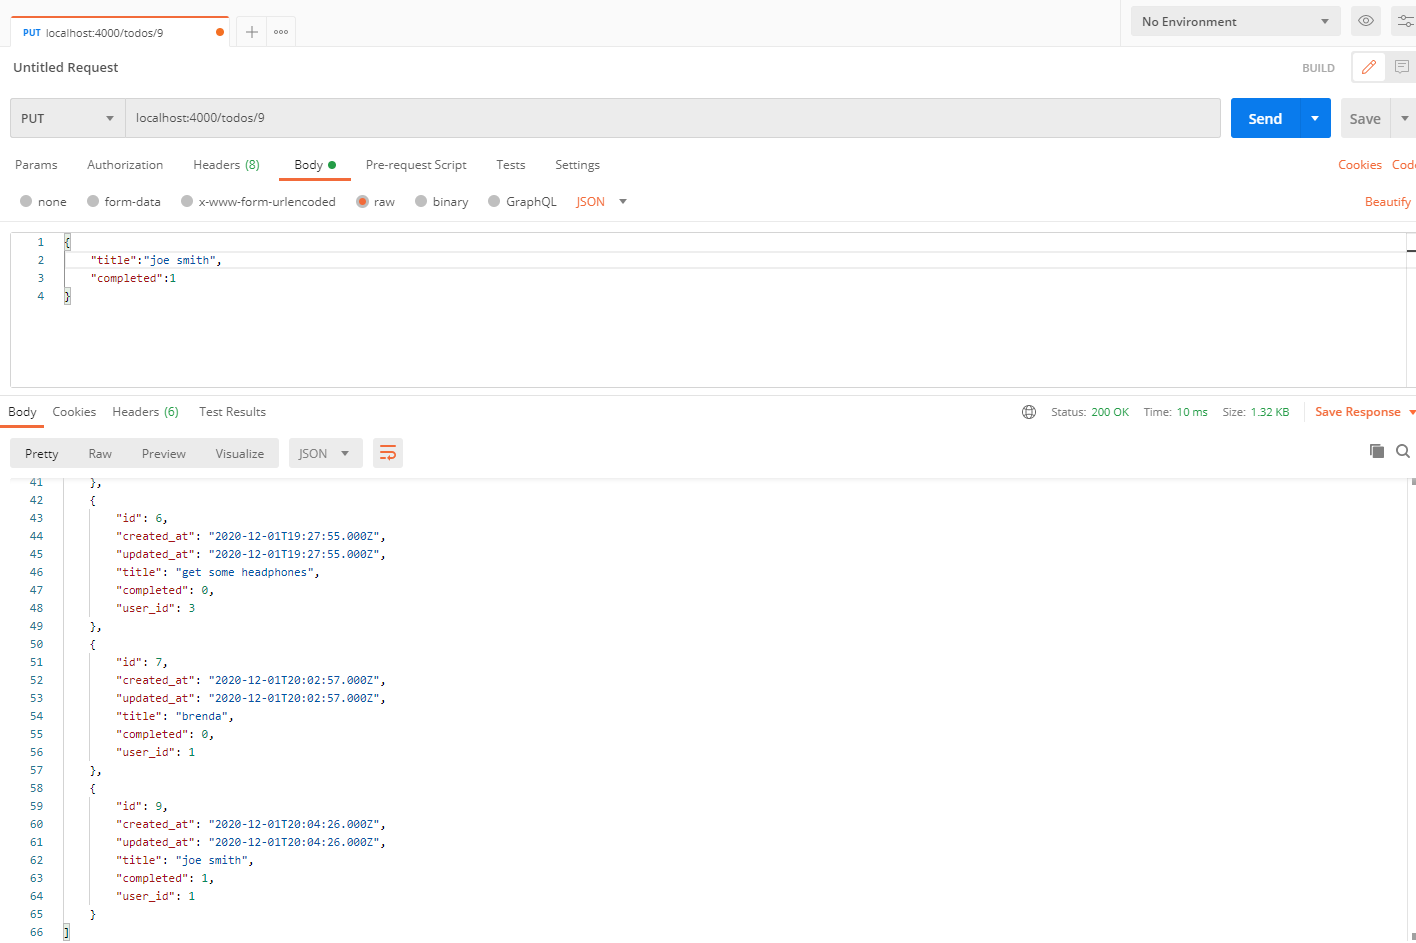 PUT localhost:4000/todos/9
No Environment
Untitled Request
BUILD
PUT localhost:4000/todos/9 Send Save
Params Authorization Headers (8) Body Pre-request Script Tests Settings Cookies Code
none form-data x-www-form-urlencoded raw binary GraphQL JSON Beautify
1 {
2 "title":"joe smith",
3 "completed":1
4 }
Body Cookies Headers (6) Test Results Status: 200 OK Time: 10 ms Size: 1.32 KB Save Response
Pretty Raw Preview Visualize JSON
41 },
42 {
43 "id": 6,
44 "created_at": "2020-12-01T19:27:55.000Z",
45 "updated_at": "2020-12-01T19:27:55.000Z",
46 "title": "get some headphones",
47 "completed": 0,
48 "user_id": 3
49 },
50 {
51 "id": 7,
52 "created_at": "2020-12-01T20:02:57.000Z",
53 "updated_at": "2020-12-01T20:02:57.000Z",
54 "title": "brenda",
55 "completed": 0,
56 "user_id": 1
57 },
58 {
59 "id": 9,
60 "created_at": "2020-12-01T20:04:26.000Z",
61 "updated_at": "2020-12-01T20:04:26.000Z",
62 "title": "joe smith",
63 "completed": 1,
64 "user_id": 1
65 }
66 ]